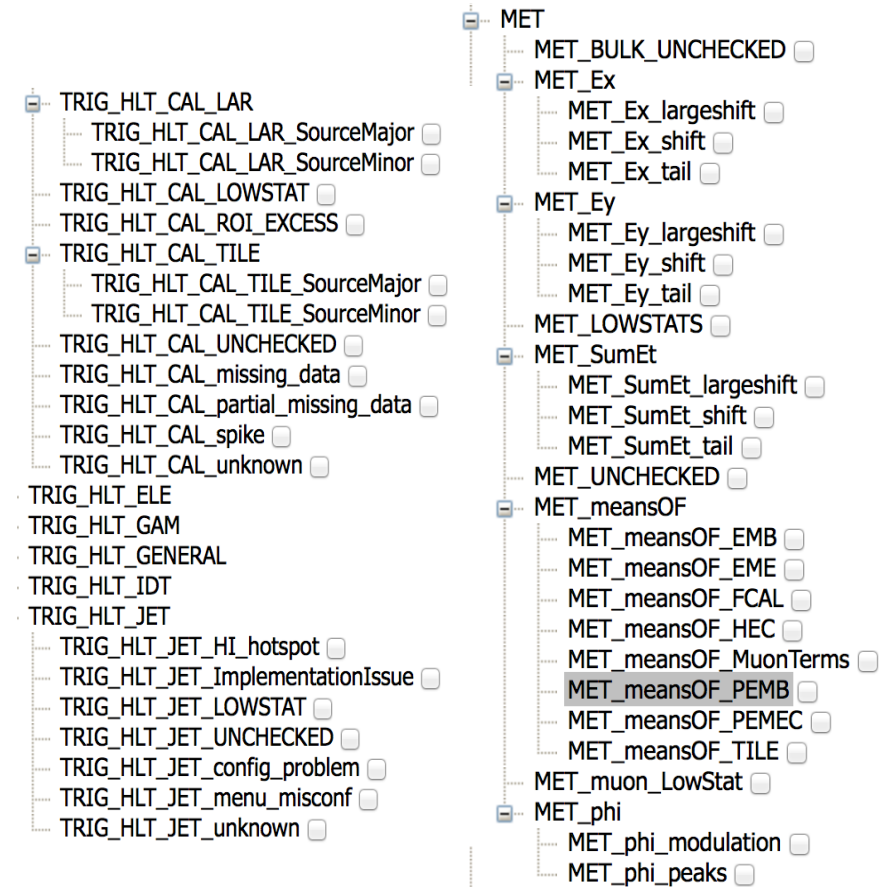 TRIG_HLT_CAL_LAR
TRIG_HLT_CAL_LAR_SourceMajor
TRIG_HLT_CAL_LAR_SourceMinor
TRIG_HLT_CAL_LOWSTAT
TRIG_HLT_CAL_ROI_EXCESS
TRIG_HLT_CAL_TILE
TRIG_HLT_CAL_TILE_SourceMajor
TRIG_HLT_CAL_TILE_SourceMinor
TRIG_HLT_CAL_UNCHECKED
TRIG_HLT_CAL_missing_data
TRIG_HLT_CAL_partial_missing_data
TRIG_HLT_CAL_spike
TRIG_HLT_CAL_unknown
TRIG_HLT_ELE
TRIG_HLT_GAM
TRIG_HLT_GENERAL
TRIG_HLT_IDT
TRIG_HLT_JET
TRIG_HLT_JET_HI_hotspot
TRIG_HLT_JET_ImplementationIssue
TRIG_HLT_JET_LOWSTAT
TRIG_HLT_JET_UNCHECKED
TRIG_HLT_JET_config_problem
TRIG_HLT_JET_menu_misconf
TRIG_HLT_JET_unknown
MET
MET_BULK_UNCHECKED
MET_Ex
MET_Ex_largeshift
MET_Ex_shift
MET_Ex_tail
MET_Ey
MET_Ey_largeshift
MET_Ey_shift
MET_Ey_tail
MET_LOWSTATS
MET_SumEt
MET_SumEt_largeshift
MET_SumEt_shift
MET_SumEt_tail
MET_UNCHECKED
MET_meansOF
MET_meansOF_EMB
MET_meansOF_EME
MET_meansOF_FCAL
MET_meansOF_HEC
MET_meansOF_MuonTerms
MET_meansOF_PEMB
MET_meansOF_PEMEC
MET_meansOF_TILE
MET_muon_LowStat
MET_phi
MET_phi_modulation
MET_phi_peaks